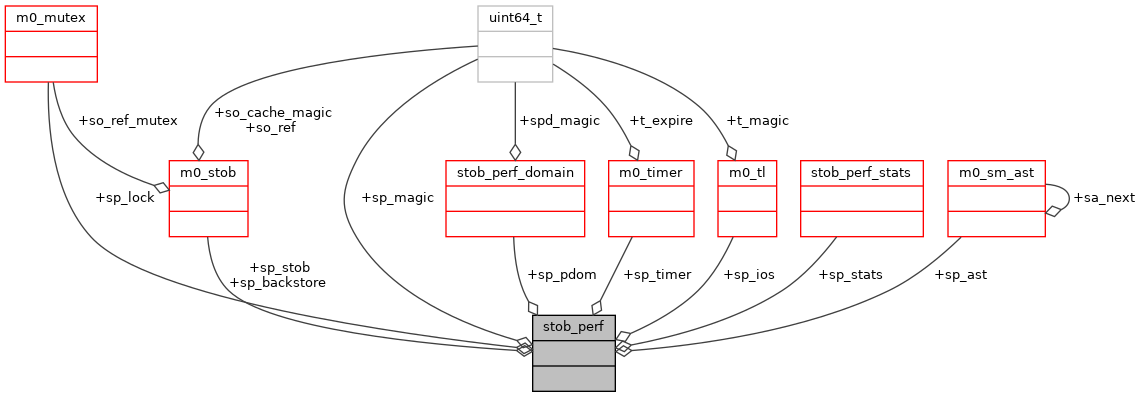 m0_mutex
uint64_t
+so_ref_mutex
+so_cache_magic
+so_ref
+spd_magic
+t_expire
+t_magic
m0_stob
stob_perf_domain
m0_timer
m0_tl
stob_perf_stats
m0_sm_ast
+sp_lock
+sp_magic
+sa_next
+sp_stob
+sp_backstore
+sp_pdom
+sp_timer
+sp_ios
+sp_stats
+sp_ast
stob_perf